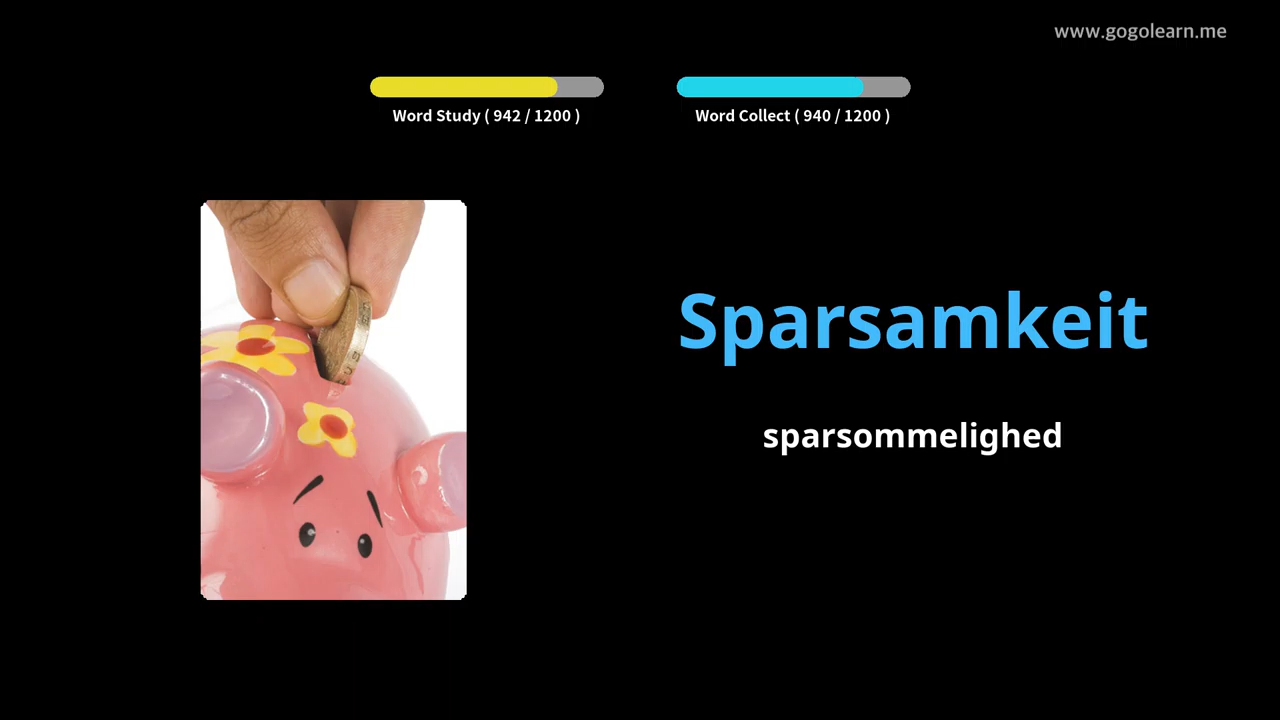 www.gogolearn.me
Word Study ( 942 / 1200 )
Word Collect ( 940 / 1200 )
Sparsamkeit
sparsommelighed